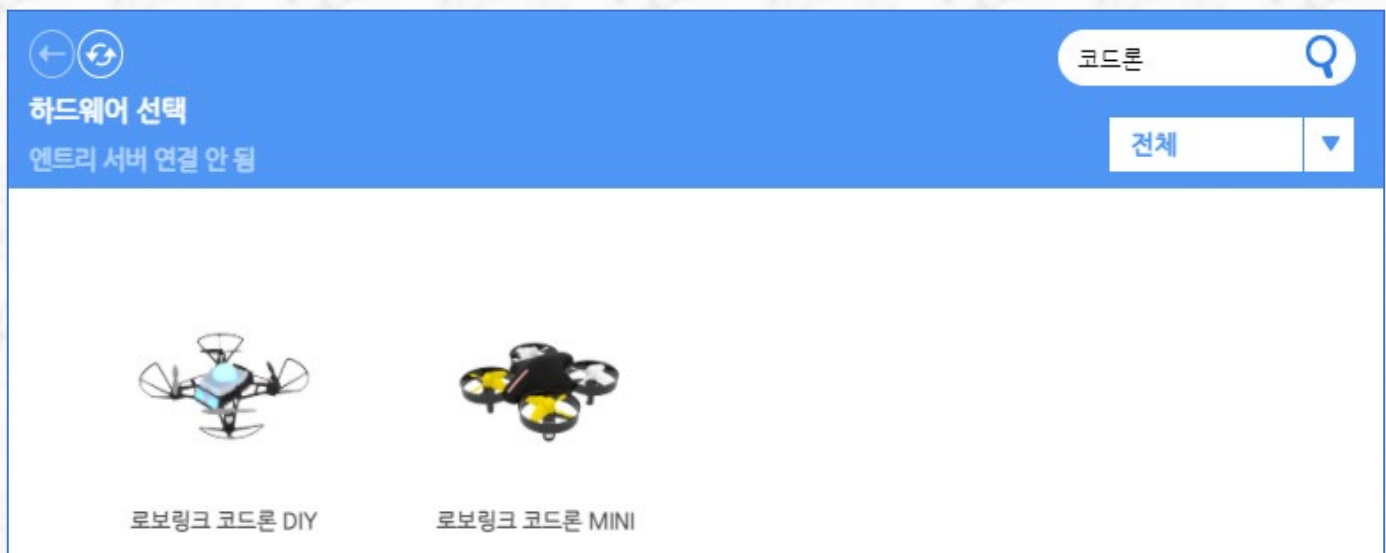 코드론
하드웨어 선택
엔트리 서버 연결 안 됨
전체
로보링크 코드론 DIY
로보링크 코드론 MINI